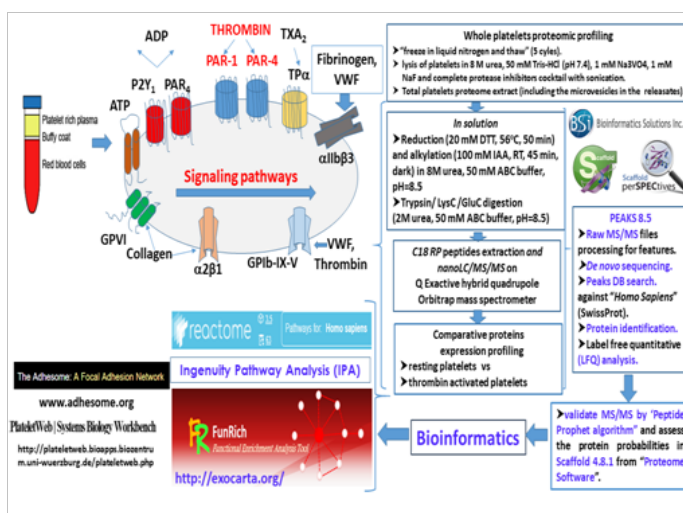 ADP
THROMBIN
TXA2
PAR-1 PAR-4
P2Y1 PAR4
TPα
ATP
Fibrinogen,
VWF
αIIbβ3
Platelet rich plasma
Buffy coat
Red blood cells
Signaling pathways
GPVI
Collagen
α2β1
GPIb-IX-V
VWF,
Thrombin
Whole platelets proteomic profiling
➤"freeze in liquid nitrogen and thaw" (5 cyles).
➤ lysis of platelets in 8 M urea, 50 mM Tris-HCl (pH 7.4), 1 mM Na3VO4, 1 mM
NaF and complete protease inhibitors cocktail with sonication.
➤ Total platelets proteome extract (including the microvesicles in the releasates)
In solution
➤Reduction (20 mM DTT, 56°C, 50 min)
and alkylation (100 mM IAA, RT, 45 min,
dark) in 8M urea, 50 mM ABC buffer,
pH=8.5
➤Trypsin/ LysC /GluC digestion
(2M urea, 50 mM ABC buffer, pH=8.5)
C18 RP peptides extraction and
nanoLC/MS/MS on
Q Exactive hybrid quadrupole
Orbitrap mass spectrometer
Comparative proteins
expression profiling
➤ resting platelets vs
➤ thrombin activated platelets
BSI Bioinformatics Solutions Inc.
Scaffold
Scaffold
perSPECtives
PEAKS 8.5
➤Raw MS/MS files
processing for features.
➤De novo sequencing.
➤Peaks DB search.
against "Homo Sapiens"
(SwissProt).
➤Protein identification.
➤Label free quantitative
(LFQ) analysis.
➤validate MS/MS by 'Peptide
Prophet algorithm" and assess
the protein probabilities in
Scaffold 4.8.1 from "Proteome
Software".
Bioinformatics
reactome
Pathways for: Homo sapiens
Ingenuity Pathway Analysis (IPA)
FR FunRich
Functional Enrichment Analysis Tool
http://exocarta.org/
The Adhesome: A Focal Adhesion Network
www.adhesome.org
PlateletWeb | Systems Biology Workbench
http://plateletweb.bioapps.biozentru
m.uni-wuerzburg.de/plateletweb.php